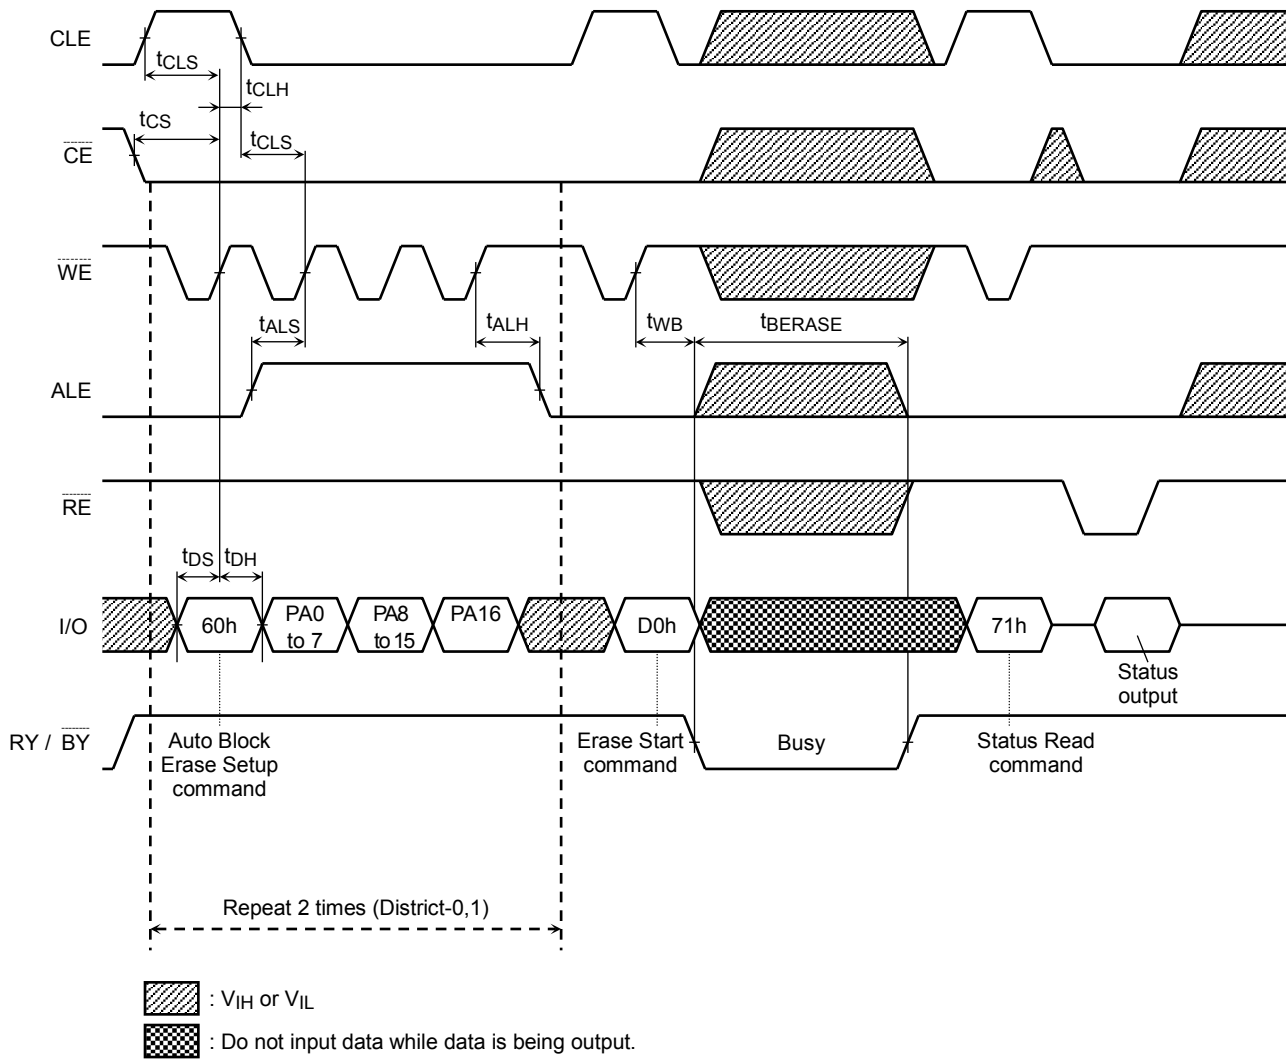 CLE
tCLS
tCLH
tCS
tCLS
CE
WE
tALS
tALH
tWB
tBERASE
ALE
RE
tDS
tDH
I/O
60h
PA0
to 7
PA8
to 15
PA16
D0h
71h
Status
output
RY / BY
Auto Block
Erase Setup
command
Erase Start
command
Busy
Status Read
command
Repeat 2 times (District-0,1)
: VIH or VIL
: Do not input data while data is being output.